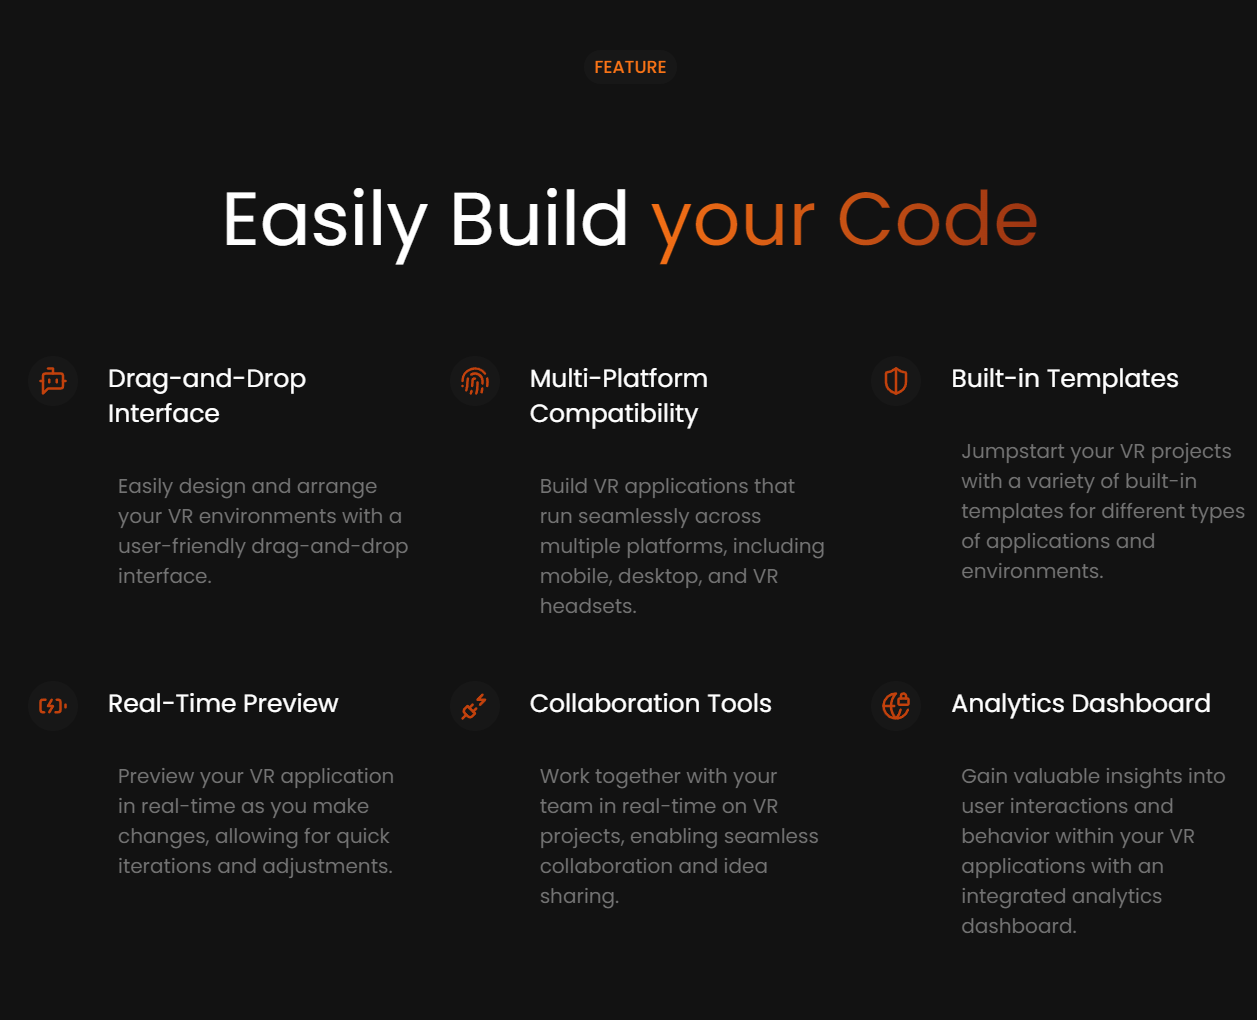 FEATURE
Easily Build your Code
Drag-and-Drop
Interface
Easily design and arrange
your VR environments with a
user-friendly drag-and-drop
interface.
Multi-Platform
Compatibility
Build VR applications that
run seamlessly across
multiple platforms, including
mobile, desktop, and VR
headsets.
Built-in Templates
Jumpstart your VR projects
with a variety of built-in
templates for different types
of applications and
environments.
Real-Time Preview
Preview your VR application
in real-time as you make
changes, allowing for quick
iterations and adjustments.
Collaboration Tools
Work together with your
team in real-time on VR
projects, enabling seamless
collaboration and idea
sharing.
Analytics Dashboard
Gain valuable insights into
user interactions and
behavior within your VR
applications with an
integrated analytics
dashboard.